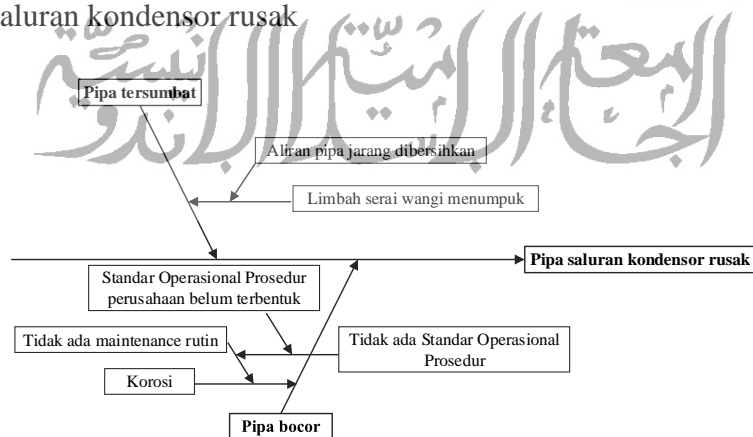 aluran kondensor rusak
Pipa tersumbat
Aliran pipa jarang dibersihkan
Limbah serai wangi menumpuk
Pipa saluran kondensor rusak
Standar Operasional Prosedur
perusahaan belum terbentuk
Tidak ada maintenance rutin
Tidak ada Standar Operasional
Prosedur
Korosi
Pipa bocor